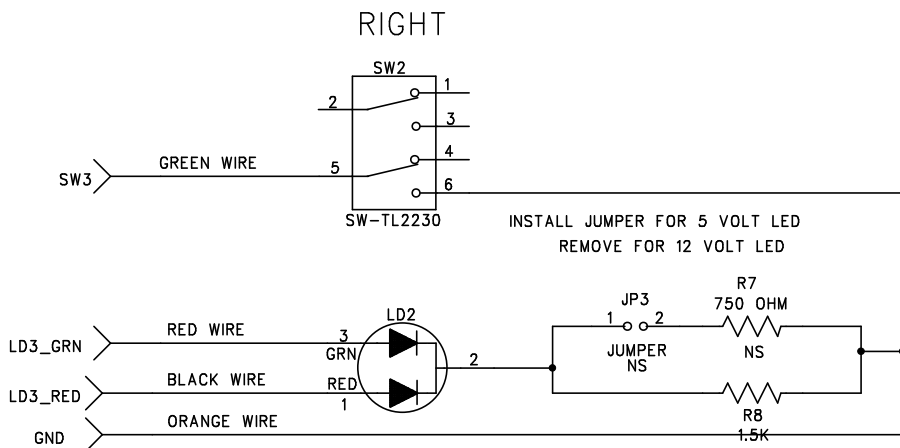 RIGHT
SW2
1
2
3
4
GREEN WIRE
5
SW3
6
SW-TL2230
INSTALL JUMPER FOR 5 VOLT LED
REMOVE FOR 12 VOLT LED
R7
750 OHM
JP3
1 2
JUMPER
NS
NS
LD2
RED WIRE
3
LD3_GRN
GRN
2
BLACK WIRE
RED
LD3_RED
1
R8
1.5K
ORANGE WIRE
GND